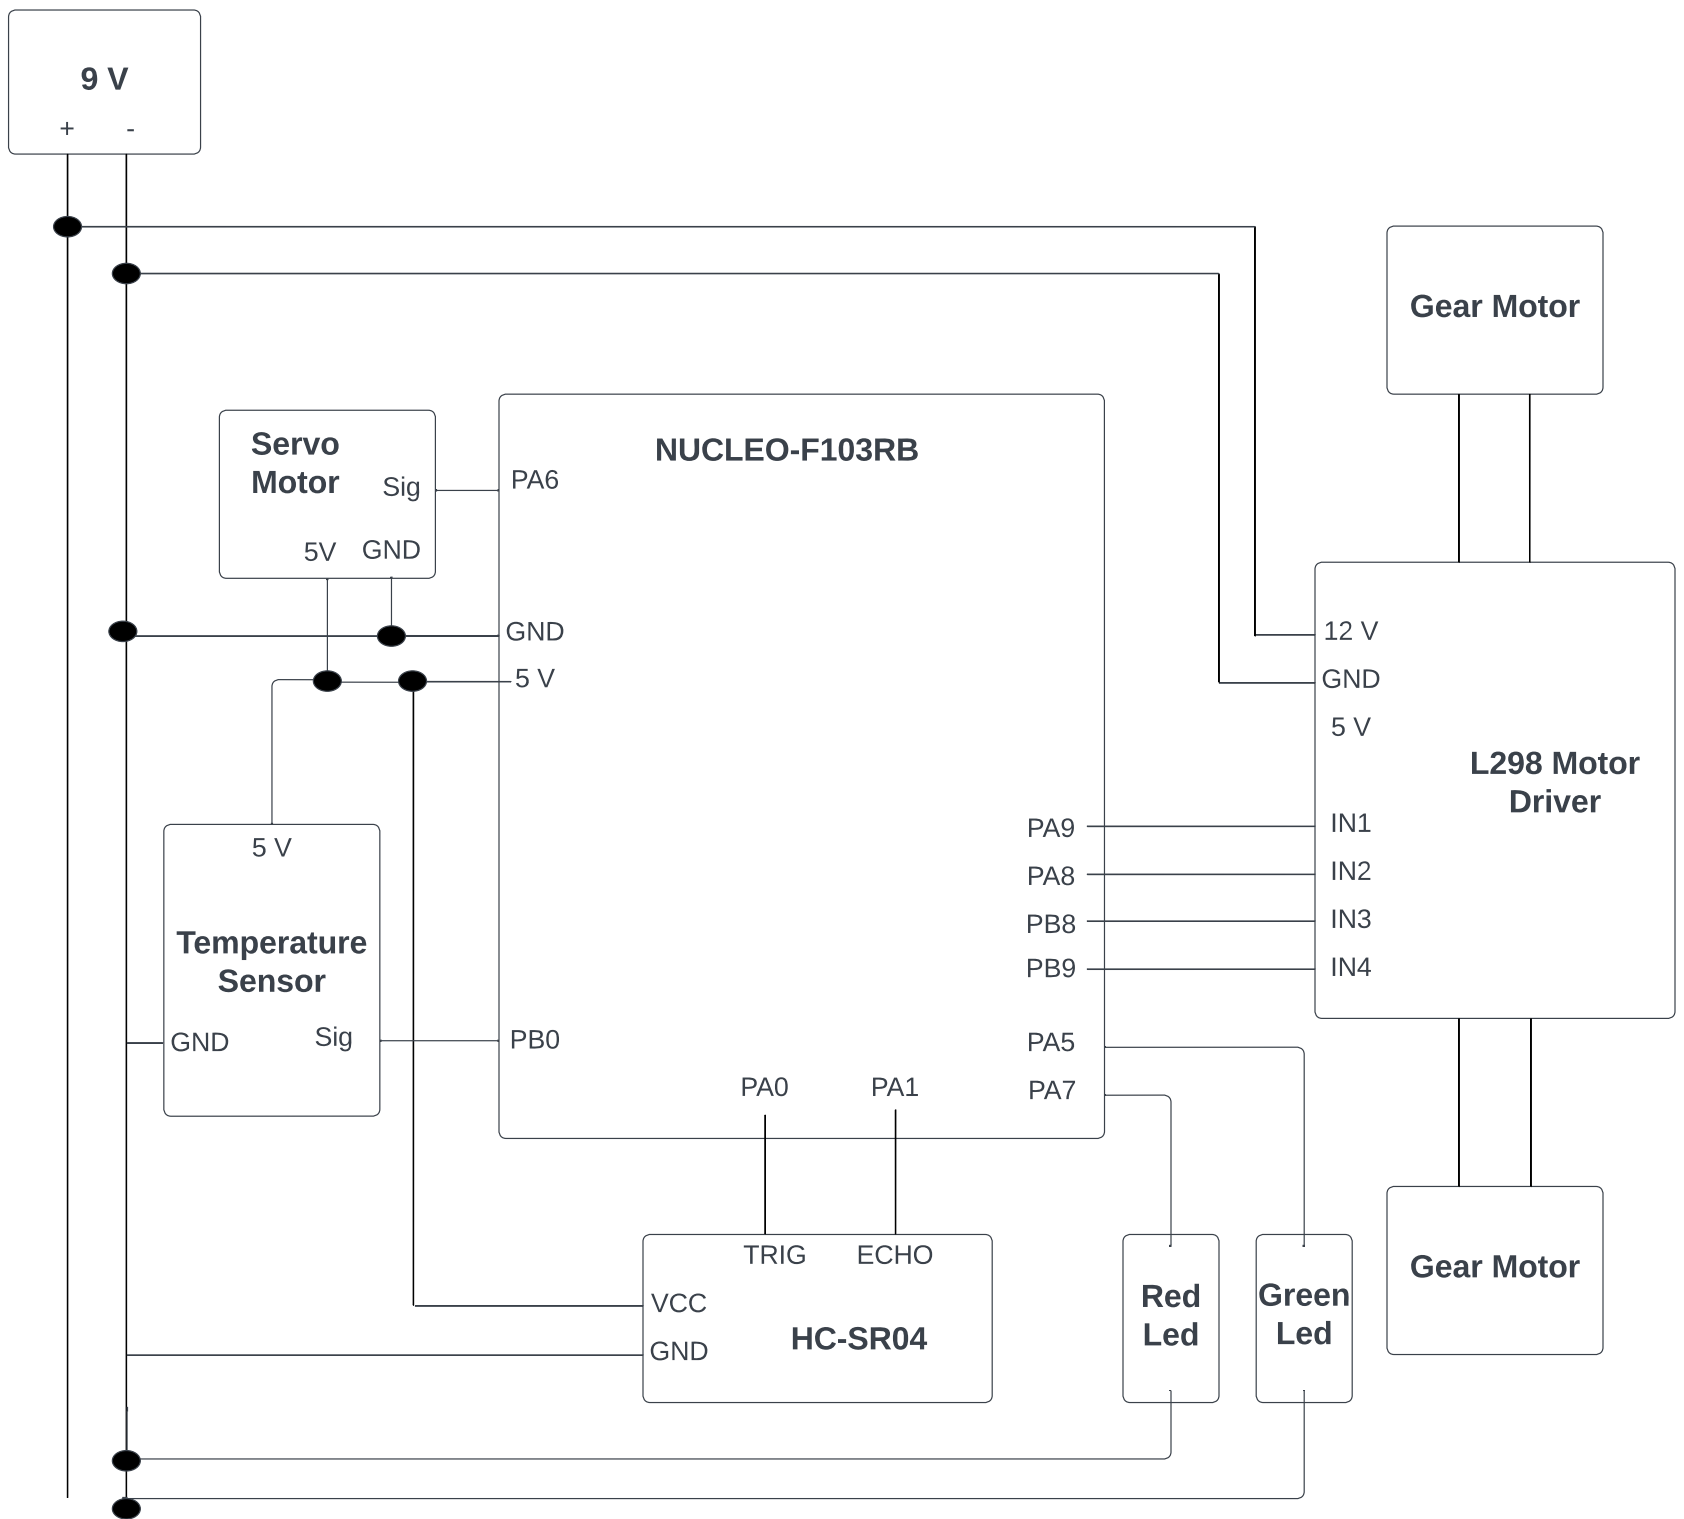 9 V
+ -
Gear Motor
Servo
Motor
Sig
5V GND
NUCLEO-F103RB
PA6
GND
5 V
PA9
PA8
PB8
PB9
PB0
PA5
PA7
PA0 PA1
12 V
GND
5 V
L298 Motor
Driver
IN1
IN2
IN3
IN4
5 V
Temperature
Sensor
GND Sig
TRIG ECHO
VCC
GND
HC-SR04
Red
Led
Green
Led
Gear Motor